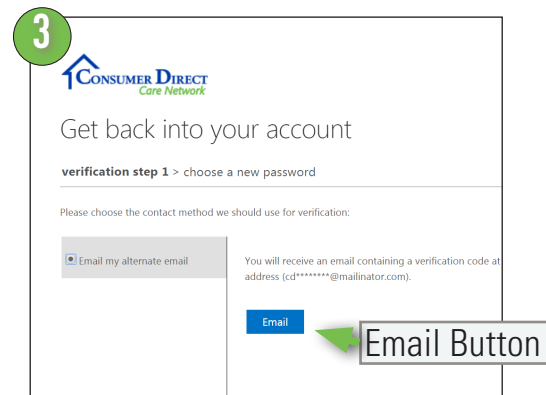 3
CONSUMER DIRECT
Care Network
Get back into your account
verification step 1 > choose a new password
Please choose the contact method we should use for verification:
Email my alternate email
You will receive an email containing a verification code at
address (cd********@mailinator.com).
Email
Email Button